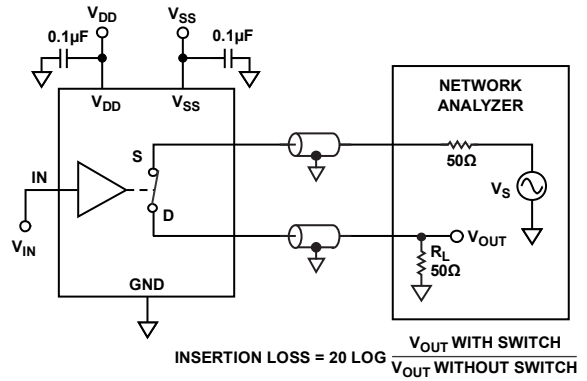 VDD
VSS
0.1µF
0.1µF
VDD
VSS
NETWORK
ANALYZER
S
IN
50Ω
VS
D
VIN
VOUT
RL
50Ω
GND
INSERTION LOSS = 20 LOG
VOUT WITH SWITCH
VOUT WITHOUT SWITCH